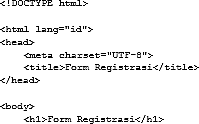 <!DOCTYPE html>
<html lang="id">
<head>
    <meta charset="UTF-8">
    <title>Form Registrasi</title>
</head>
<body>
    <h1>Form Registrasi</h1>